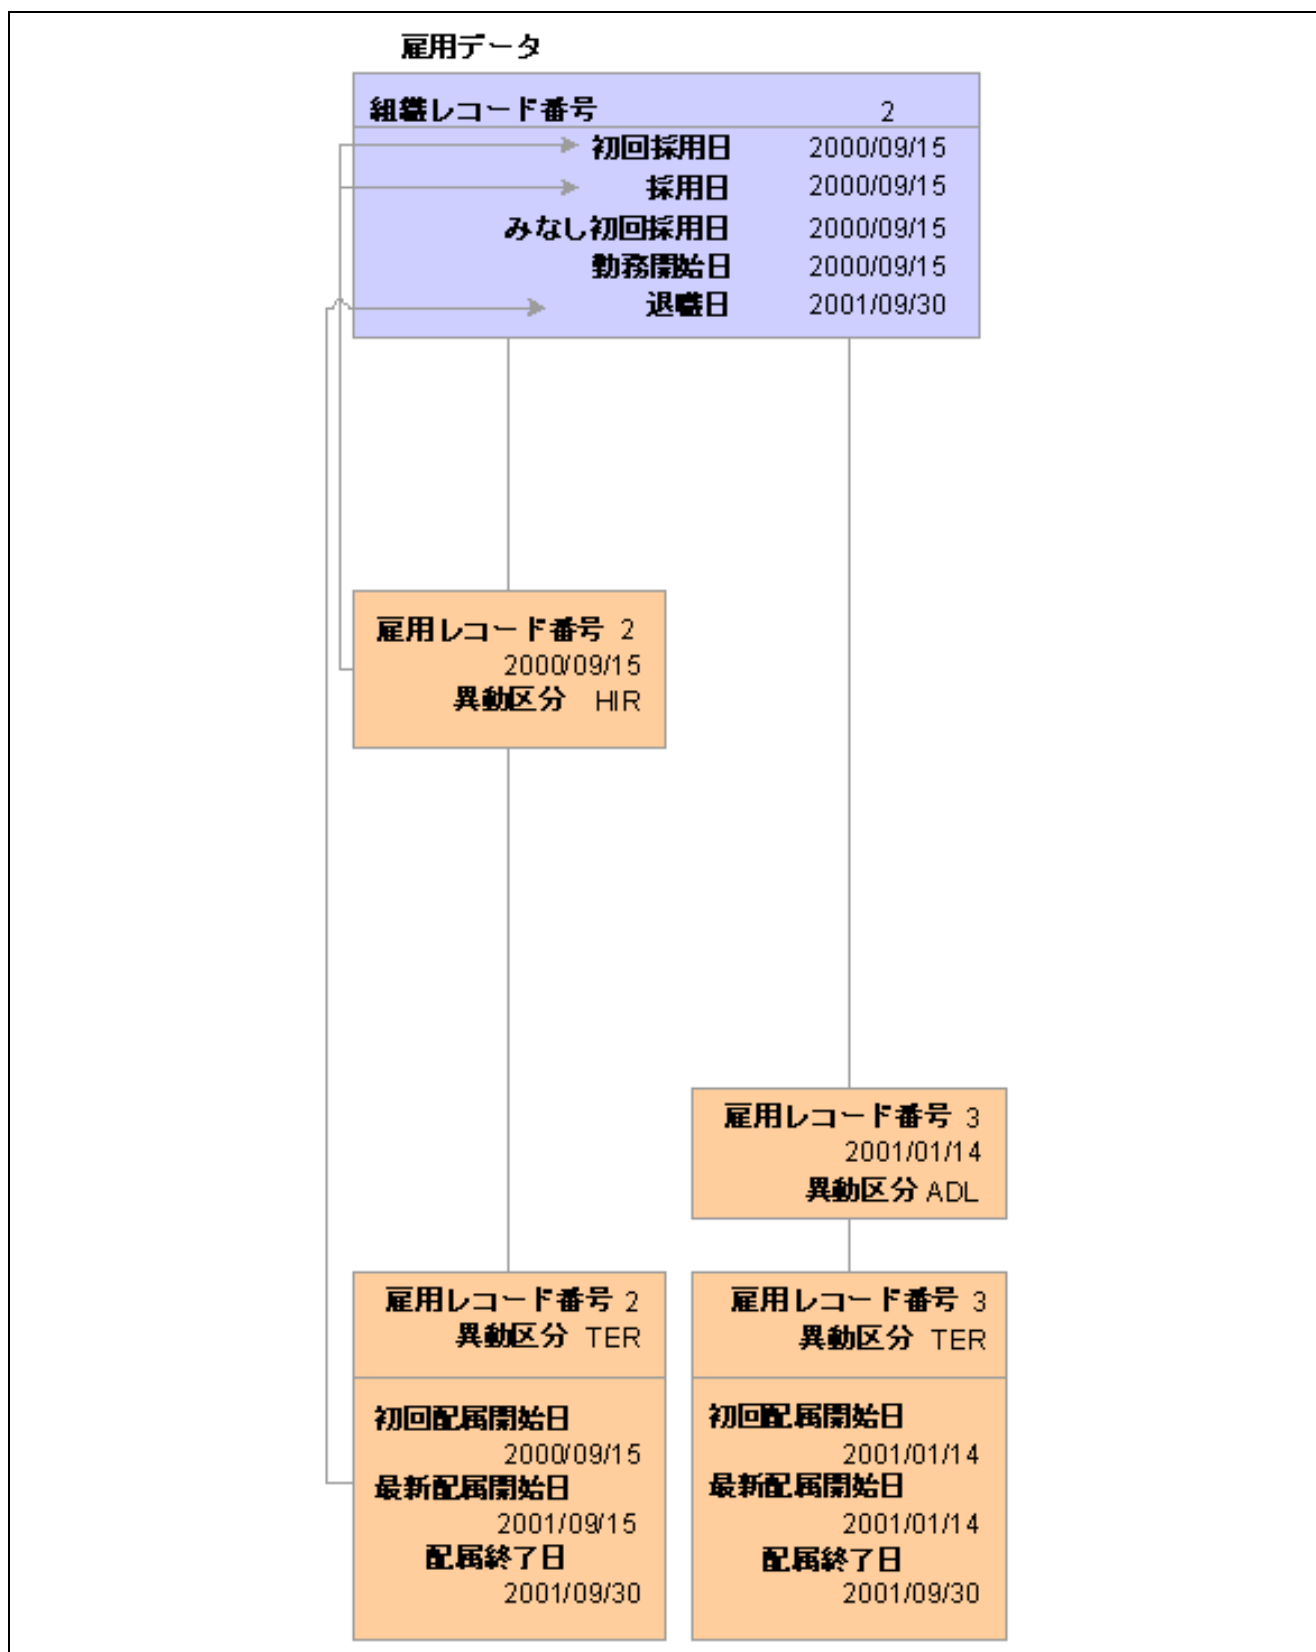 雇用データ
組織レコード番号 2
初回採用日 2000/09/15
採用日 2000/09/15
みなし初回採用日 2000/09/15
勤務開始日 2000/09/15
退職日 2001/09/30
雇用レコード番号 2
2000/09/15
異動区分 HIR
雇用レコード番号 3
2001/01/14
異動区分 ADL
雇用レコード番号 2
異動区分 TER
初回配属開始日
2000/09/15
最新配属開始日
2001/09/15
配属終了日
2001/09/30
雇用レコード番号 3
異動区分 TER
初回配属開始日
2001/01/14
最新配属開始日
2001/01/14
配属終了日
2001/09/30